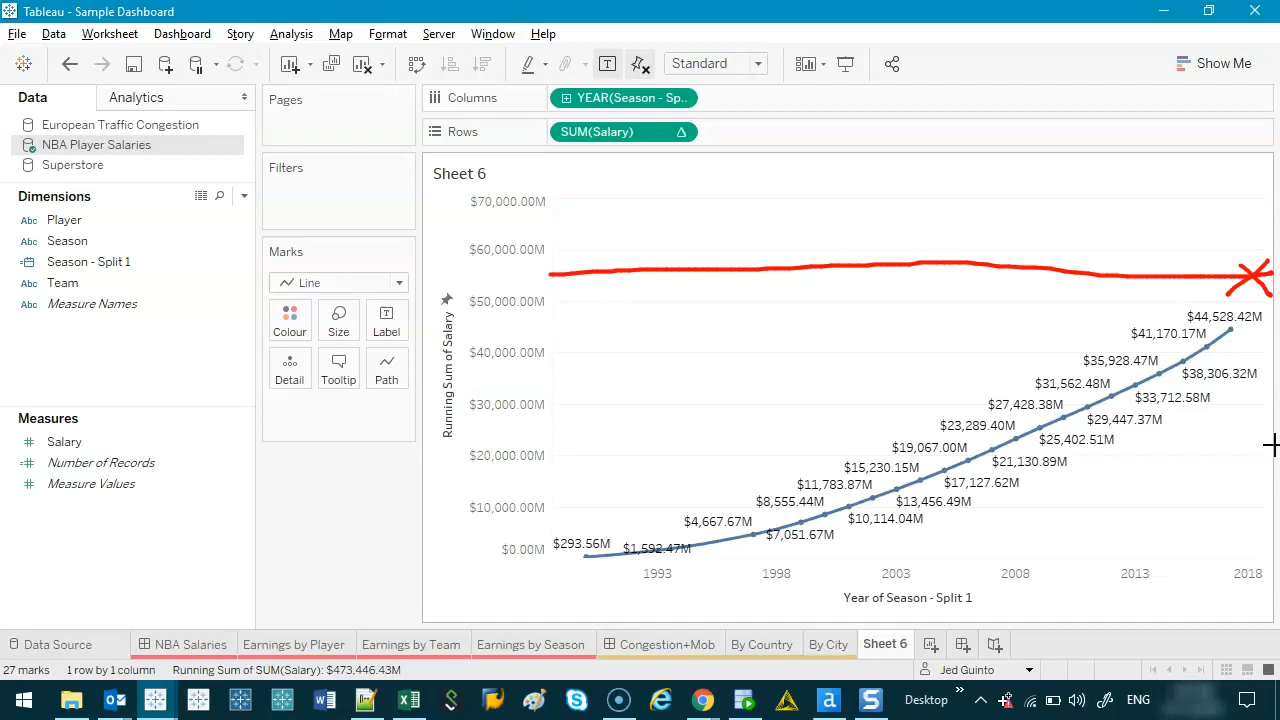 Tableau - Sample Dashboard
File Data Worksheet Dashboard Story Analysis Map Format Server Window Help
Standard
Show Me
Data Analytics
European Traffic Congestion
NBA Player Salaries
Superstore
Dimensions
Abc Player
Abc Season
Season - Split 1
Abc Team
Abc Measure Names
Measures
Salary
Number of Records
Measure Values
Pages
Filters
Marks
Line
Colour Size Label
Detail Tooltip Path
Columns YEAR(Season - Sp..
Rows SUM(Salary)
Sheet 6
$70,000.00M
$60,000.00M
$50,000.00M
$40,000.00M
$30,000.00M
$20,000.00M
$10,000.00M
$0.00M
Running Sum of Salary
$293.56M
$1,592.47M
$4,667.67M
$7,051.67M
$8,555.44M
$10,114.04M
$11,783.87M
$13,456.49M
$15,230.15M
$17,127.62M
$19,067.00M
$21,130.89M
$23,289.40M
$25,402.51M
$27,428.38M
$29,447.37M
$31,562.48M
$33,712.58M
$35,928.47M
$38,306.32M
$41,170.17M
$44,528.42M
1993 1998 2003 2008 2013 2018
Year of Season - Split 1
Data Source NBA Salaries Earnings by Player Earnings by Team Earnings by Season Congestion+Mob By Country By City Sheet 6
27 marks 1 row by 1 column Running Sum of SUM(Salary): $473,446.43M Jed Guinto
Desktop ENG